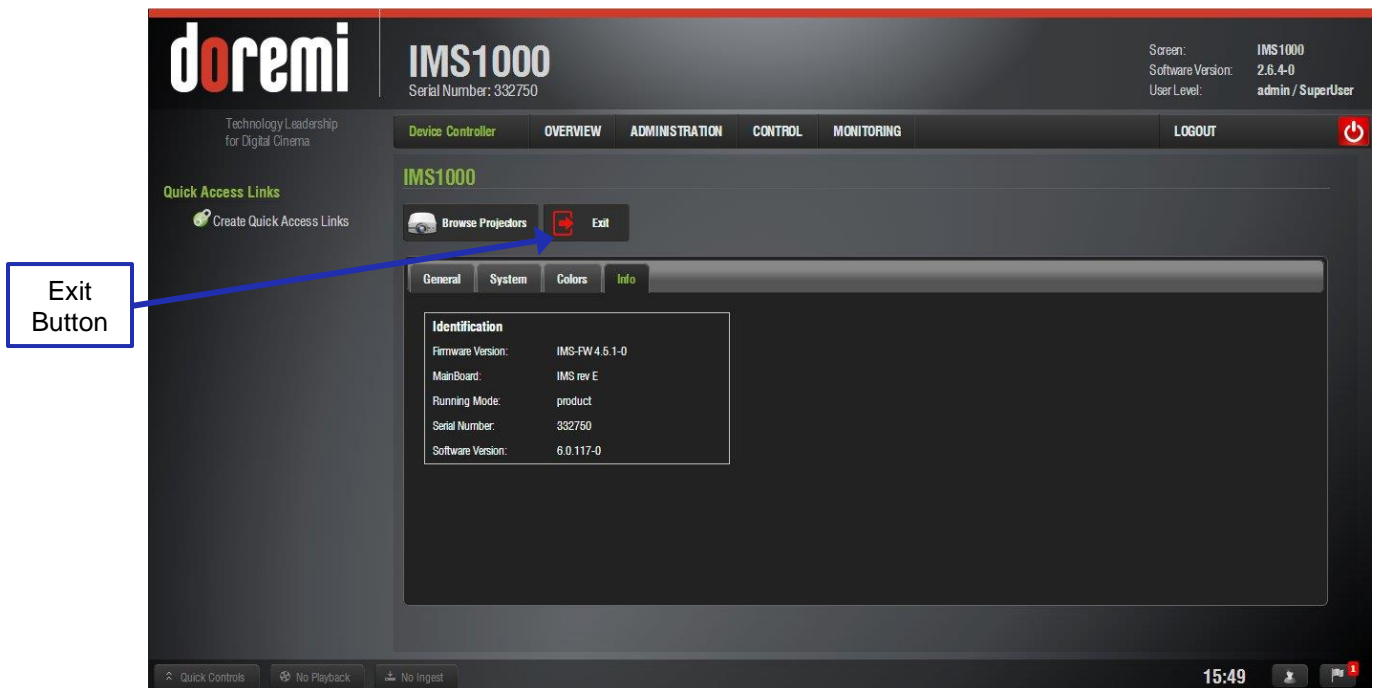 doremi
IMS1000
Serial Number: 332750
Screen: IMS1000
Software Version: 2.6.4-0
User Level: admin / SuperUser
Technology Leadership
for Digital Cinema
Device Controller OVERVIEW ADMINISTRATION CONTROL MONITORING LOGOUT
Quick Access Links
Create Quick Access Links
IMS1000
Browse Projectors Exit
Exit
Button
General System Colors Info
Identification
Firmware Version: IMS-FW 4.5.1-0
MainBoard: IMS rev E
Running Mode: product
Serial Number: 332750
Software Version: 6.0.117-0
Quick Controls No Playback No Ingest 15:49 1